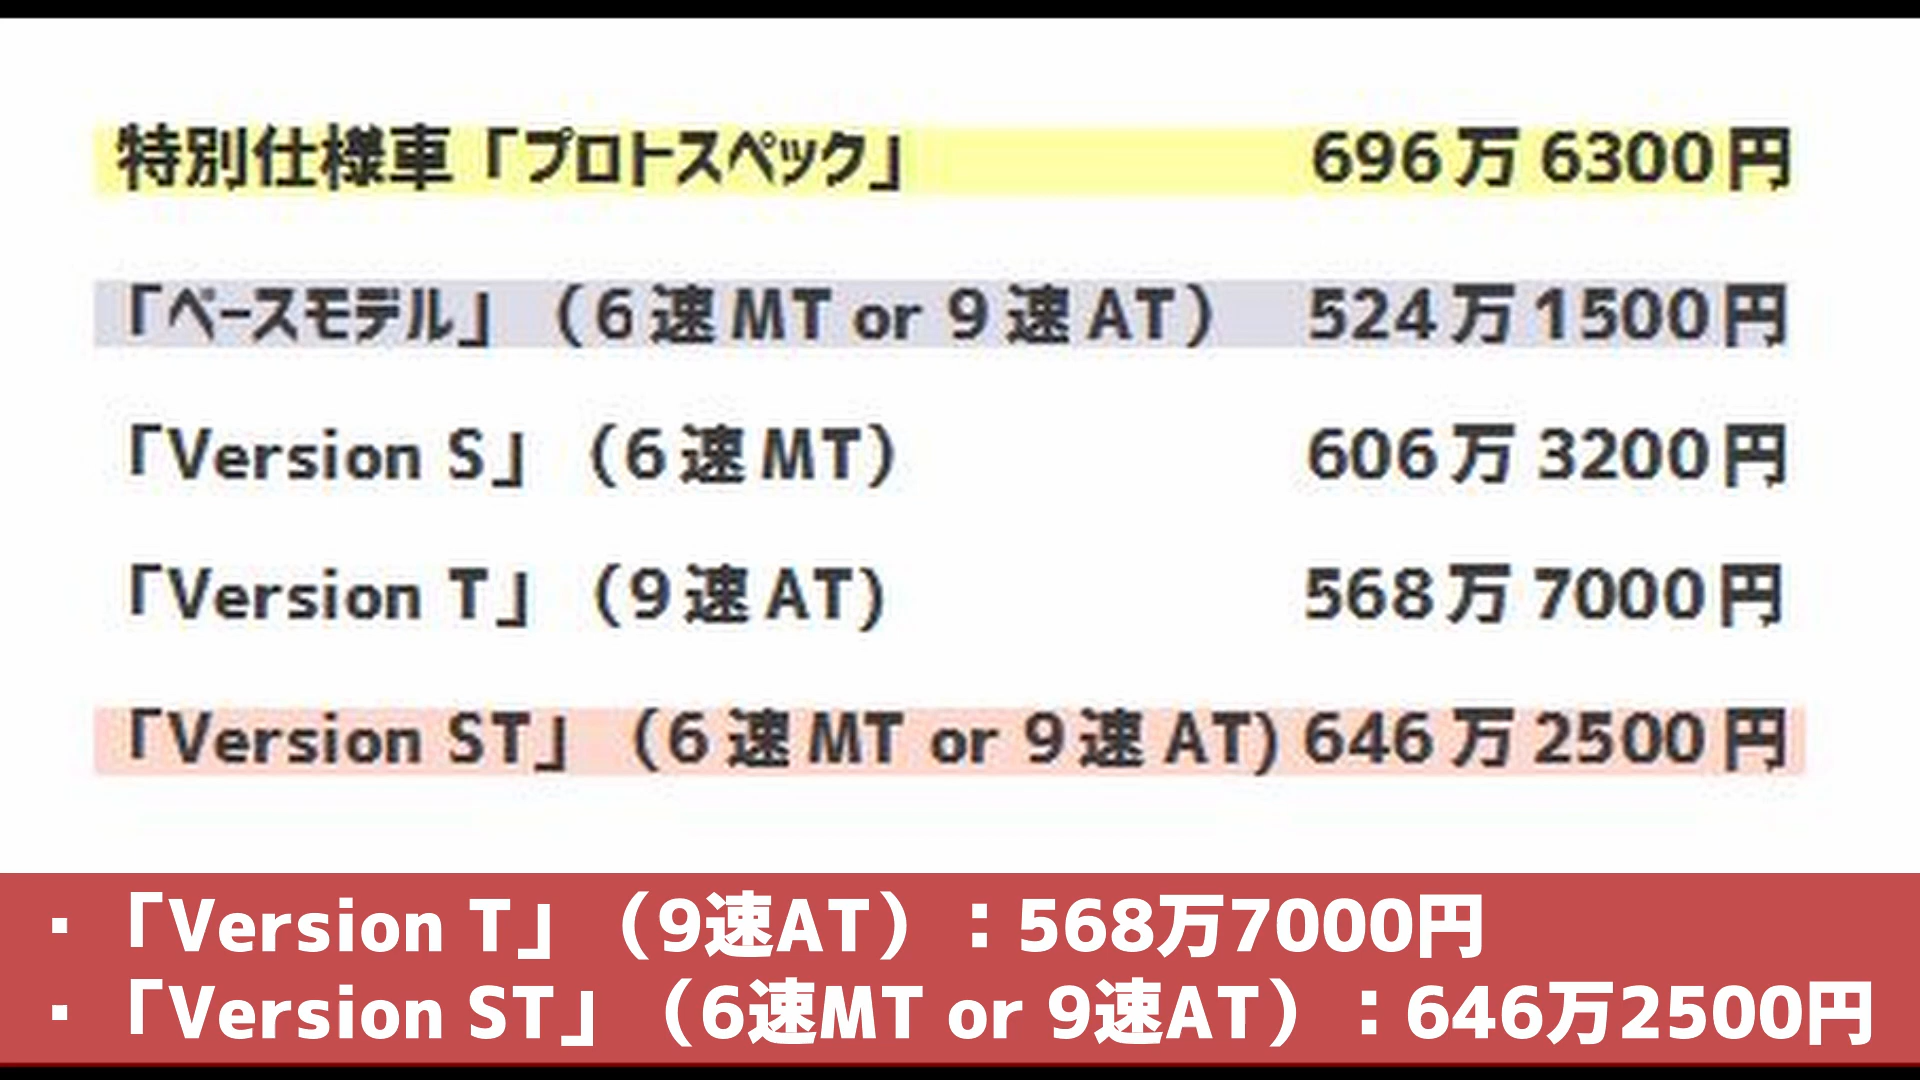 特別仕様車「プロトスペック」 696万6300円
「ベースモデル」（6速MT or 9速AT） 524万1500円
「Version S」（6速MT） 606万3200円
「Version T」（9速AT) 568万7000円
「Version ST」（6速MT or 9速AT) 646万2500円
・「Version T」（9速AT）：568万7000円
・「Version ST」（6速MT or 9速AT）：646万2500円